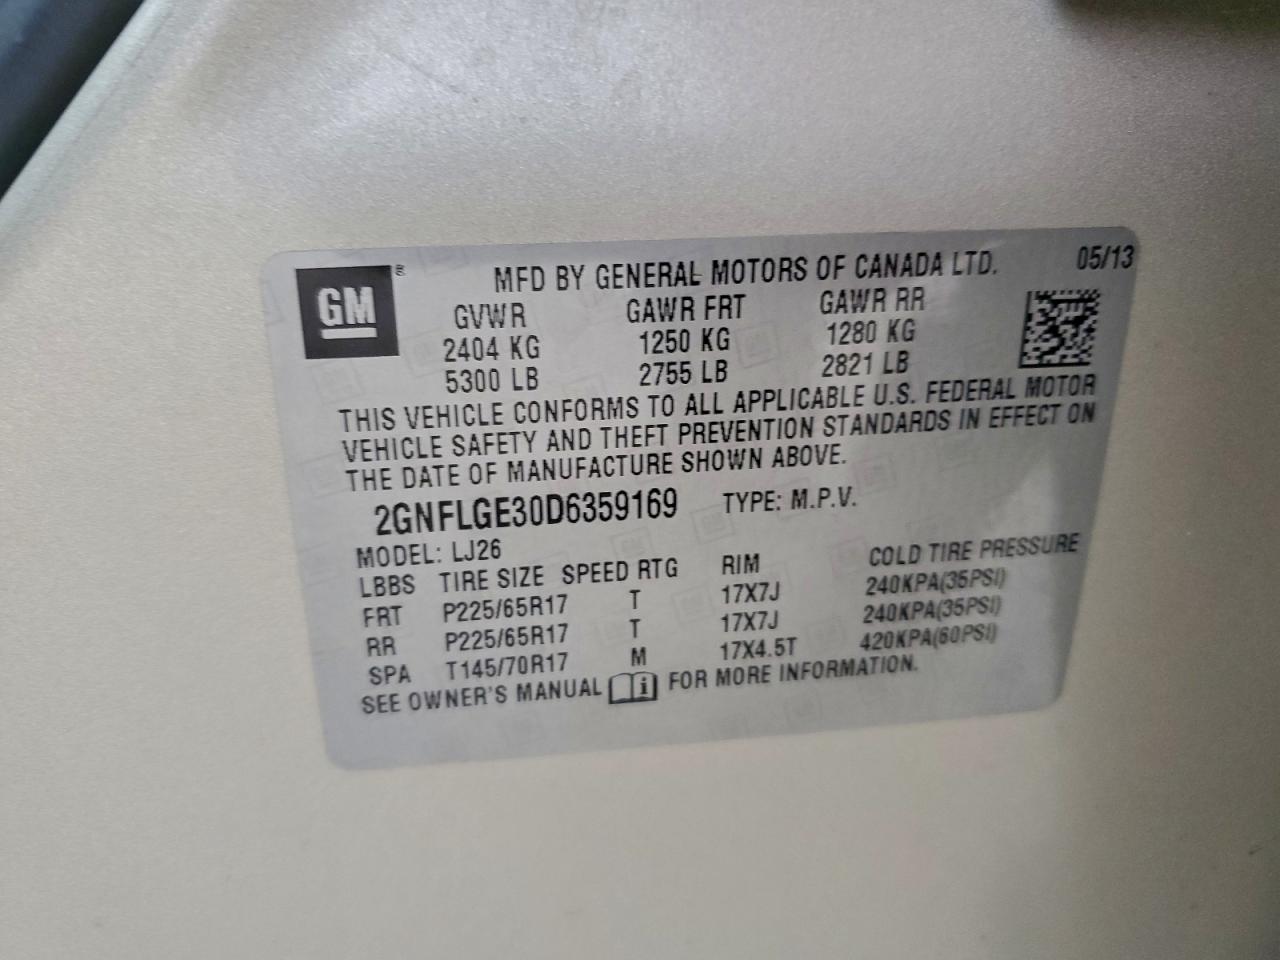 GM
MFD BY GENERAL MOTORS OF CANADA LTD. 05/13
GVWR GAWR FRT GAWR RR
2404 KG 1250 KG 1280 KG
5300 LB 2755 LB 2821 LB
THIS VEHICLE CONFORMS TO ALL APPLICABLE U.S. FEDERAL MOTOR
VEHICLE SAFETY AND THEFT PREVENTION STANDARDS IN EFFECT ON
THE DATE OF MANUFACTURE SHOWN ABOVE.
2GNFLGE30D6359169 TYPE: M.P.V.
MODEL: LJ26
LBBS TIRE SIZE SPEED RTG RIM COLD TIRE PRESSURE
FRT P225/65R17 T 17X7J 240KPA(35PSI)
RR P225/65R17 T 17X7J 240KPA(35PSI)
SPA T145/70R17 M 17X4.5T 420KPA(60PSI)
SEE OWNER'S MANUAL i FOR MORE INFORMATION.